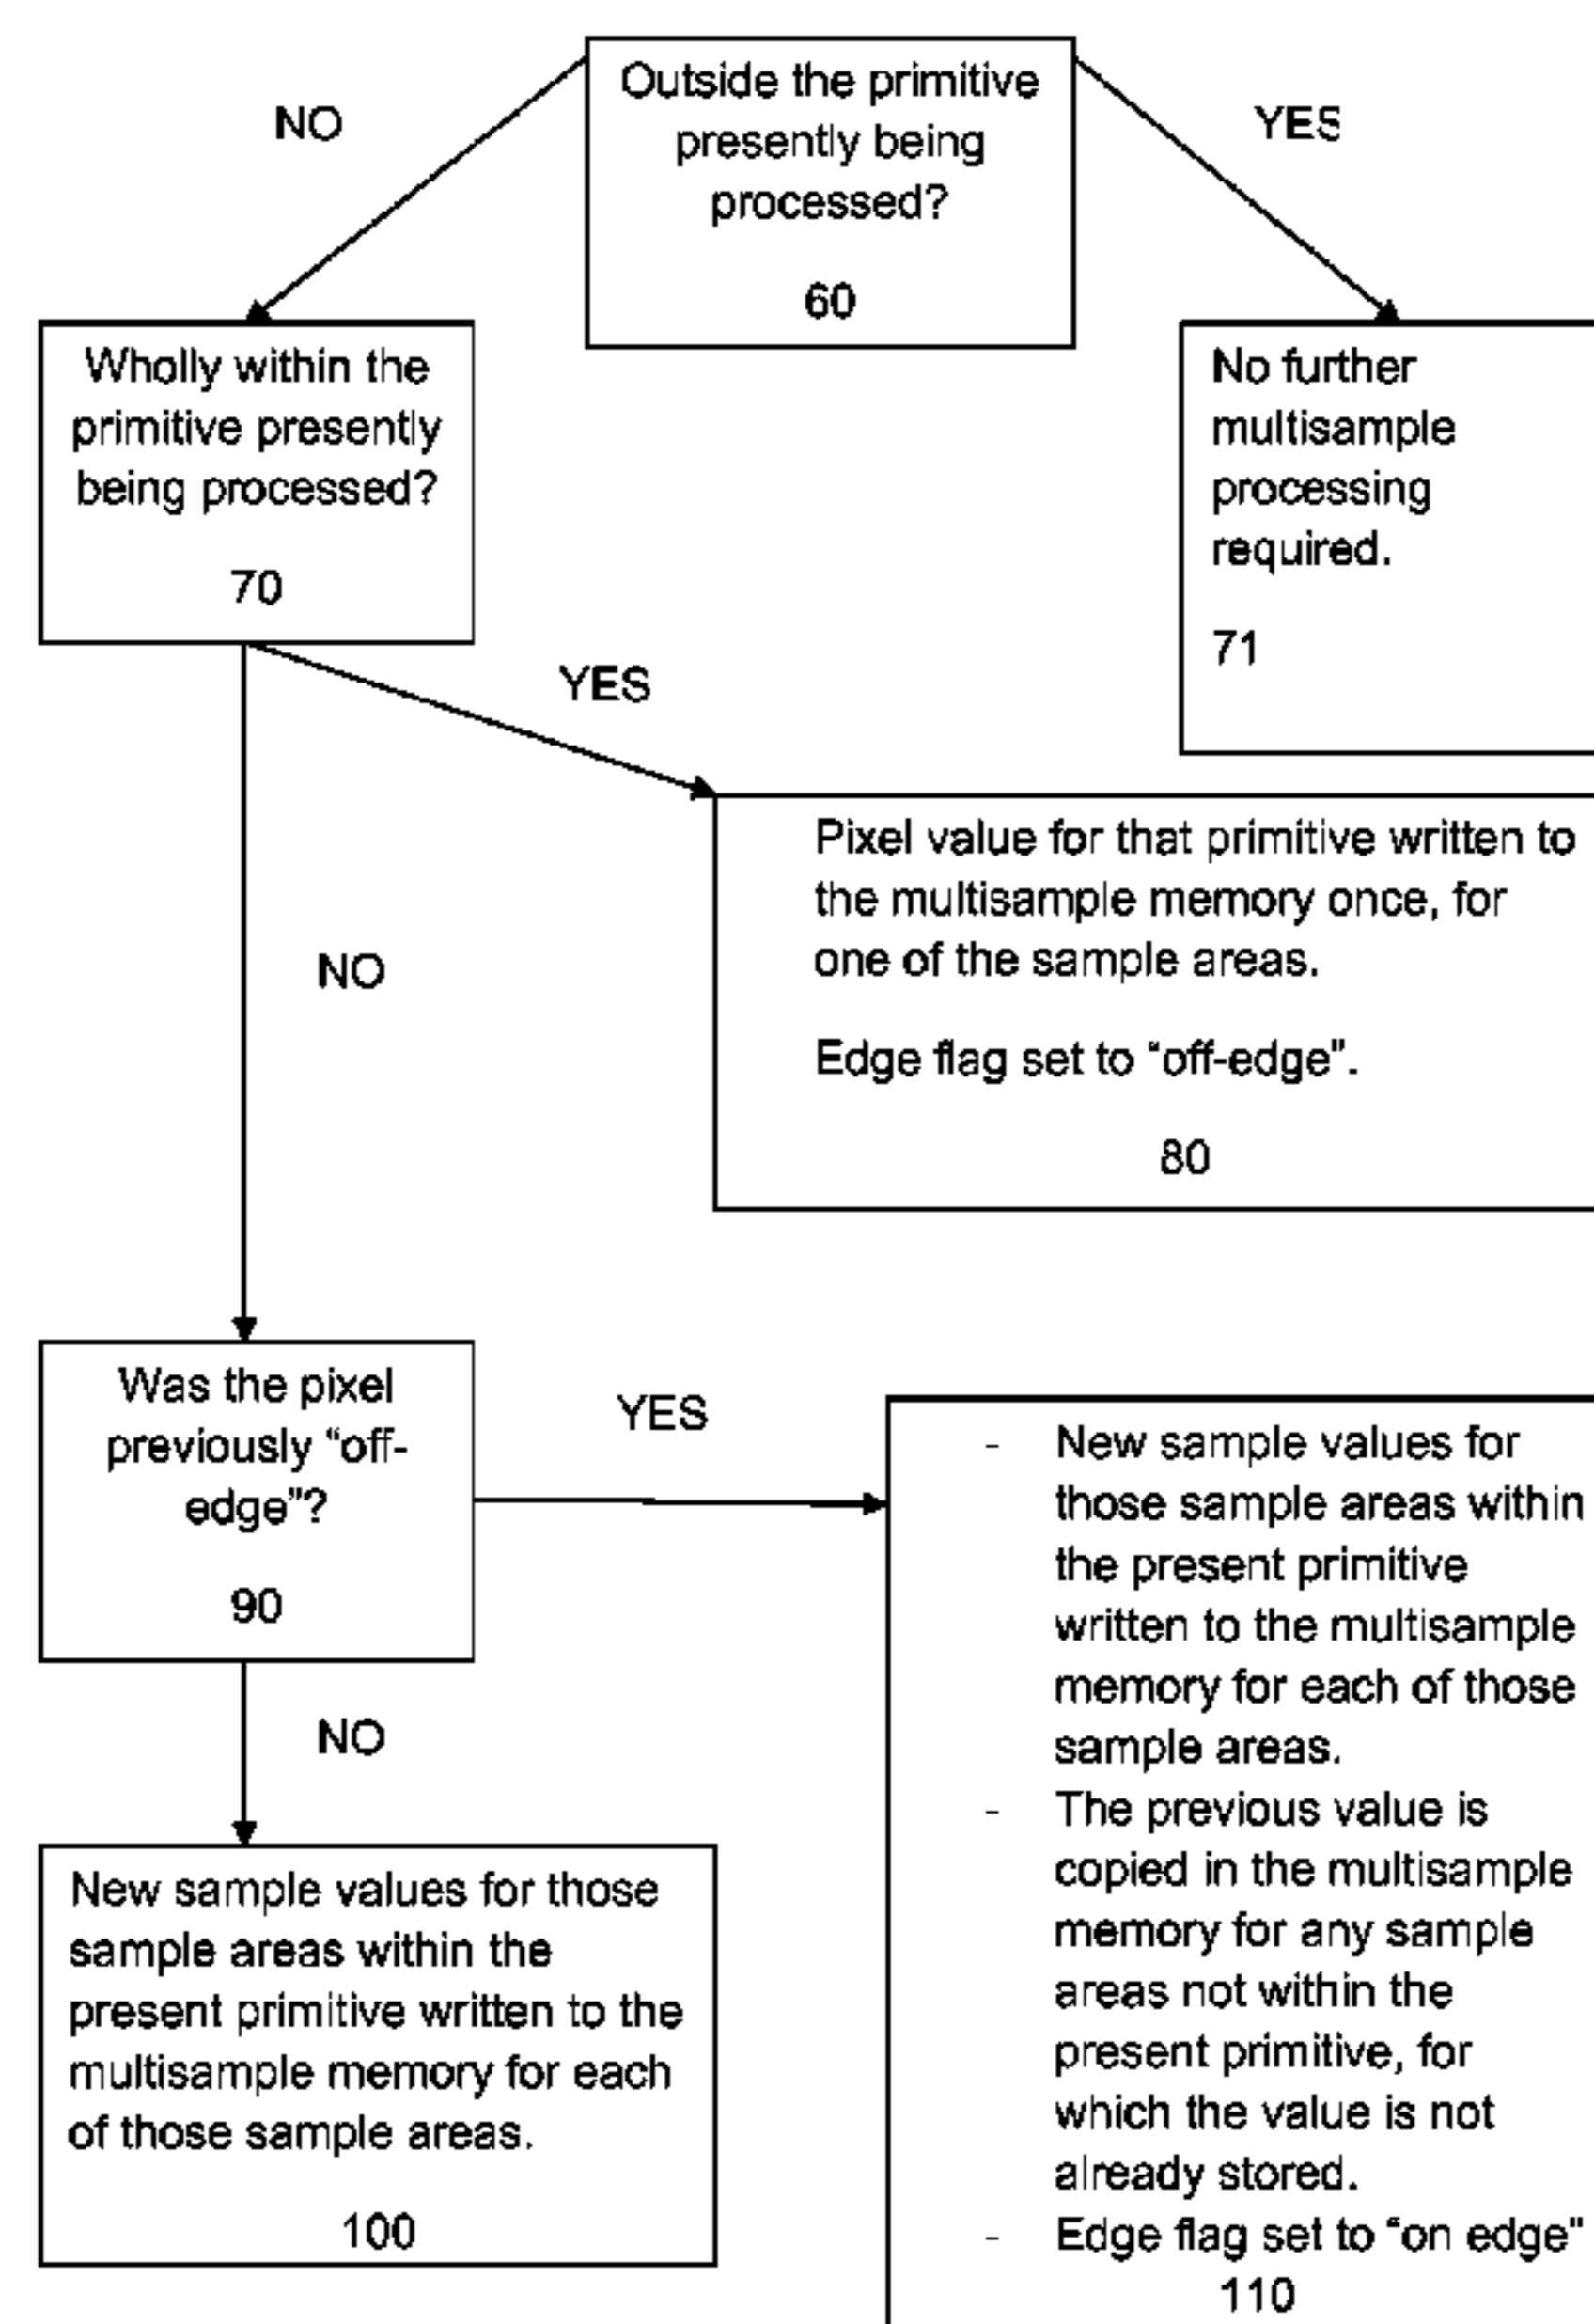 Outside the primitive
presently being
processed?
60
NO
YES
Wholly within the
primitive presently
being processed?
70
No further
multisample
processing
required.
71
YES
Pixel value for that primitive written to
the multisample memory once, for
one of the sample areas.
Edge flag set to “off-edge”.
80
NO
Was the pixel
previously “off-
edge”?
90
YES
- New sample values for
those sample areas within
the present primitive
written to the multisample
memory for each of those
sample areas.
- The previous value is
copied in the multisample
memory for any sample
areas not within the
present primitive, for
which the value is not
already stored.
- Edge flag set to “on edge”
110
NO
New sample values for those
sample areas within the
present primitive written to the
multisample memory for each
of those sample areas.
100